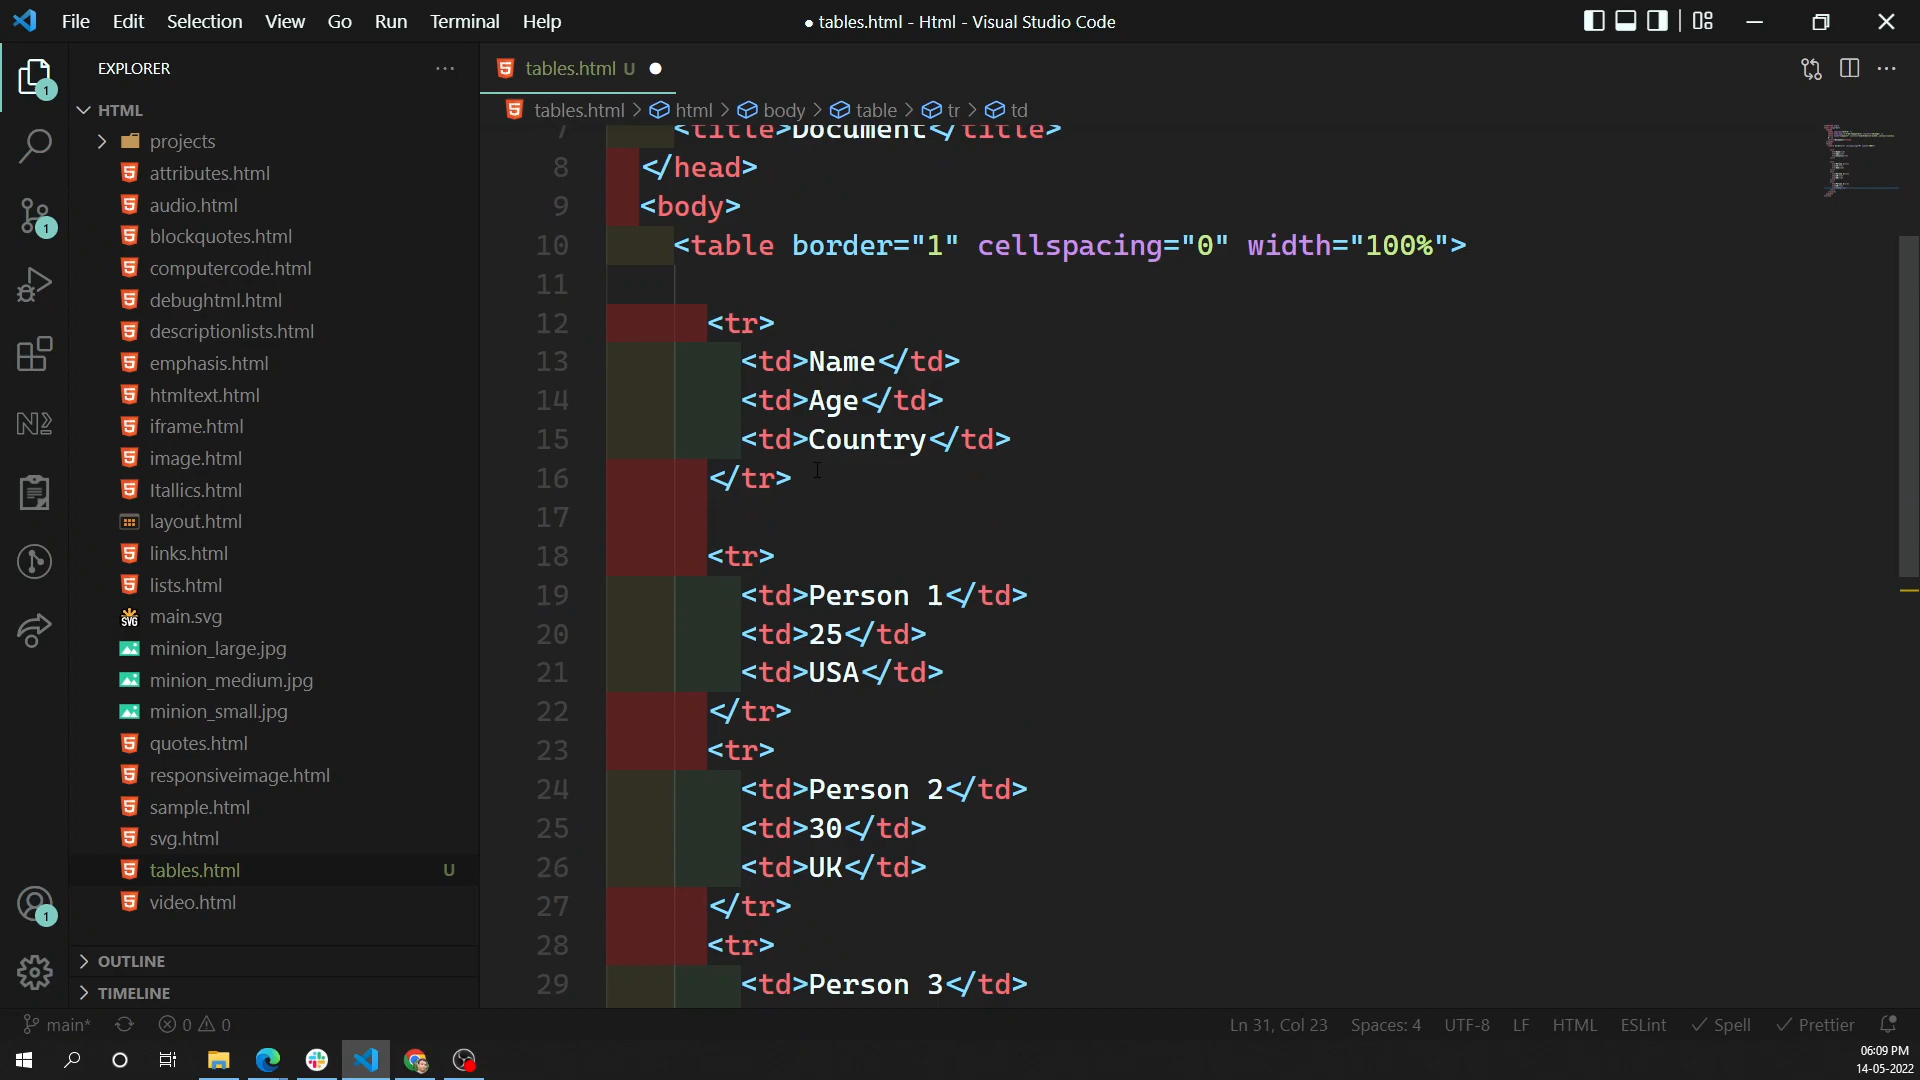 File Edit Selection View Go Run Terminal Help
● tables.html - Html - Visual Studio Code
EXPLORER
1
HTML
projects
attributes.html
audio.html
1
blockquotes.html
computercode.html
debughtml.html
descriptionlists.html
emphasis.html
htmltext.html
iframe.html
image.html
Itallics.html
layout.html
links.html
lists.html
main.svg
minion_large.jpg
minion_medium.jpg
minion_small.jpg
quotes.html
responsiveimage.html
sample.html
svg.html
tables.html U
video.html
1
OUTLINE
TIMELINE
tables.html U ●
tables.html > html > body > table > tr > td
7 <title>Document</title>
8 </head>
9 <body>
10 <table border="1" cellspacing="0" width="100%">
11
12 <tr>
13 <td>Name</td>
14 <td>Age</td>
15 <td>Country</td>
16 </tr>
17
18 <tr>
19 <td>Person 1</td>
20 <td>25</td>
21 <td>USA</td>
22 </tr>
23 <tr>
24 <td>Person 2</td>
25 <td>30</td>
26 <td>UK</td>
27 </tr>
28 <tr>
29 <td>Person 3</td>
main* 0 0 Ln 31, Col 23 Spaces: 4 UTF-8 LF HTML ESLint ✓ Spell ✓ Prettier
06:09 PM
14-05-2022